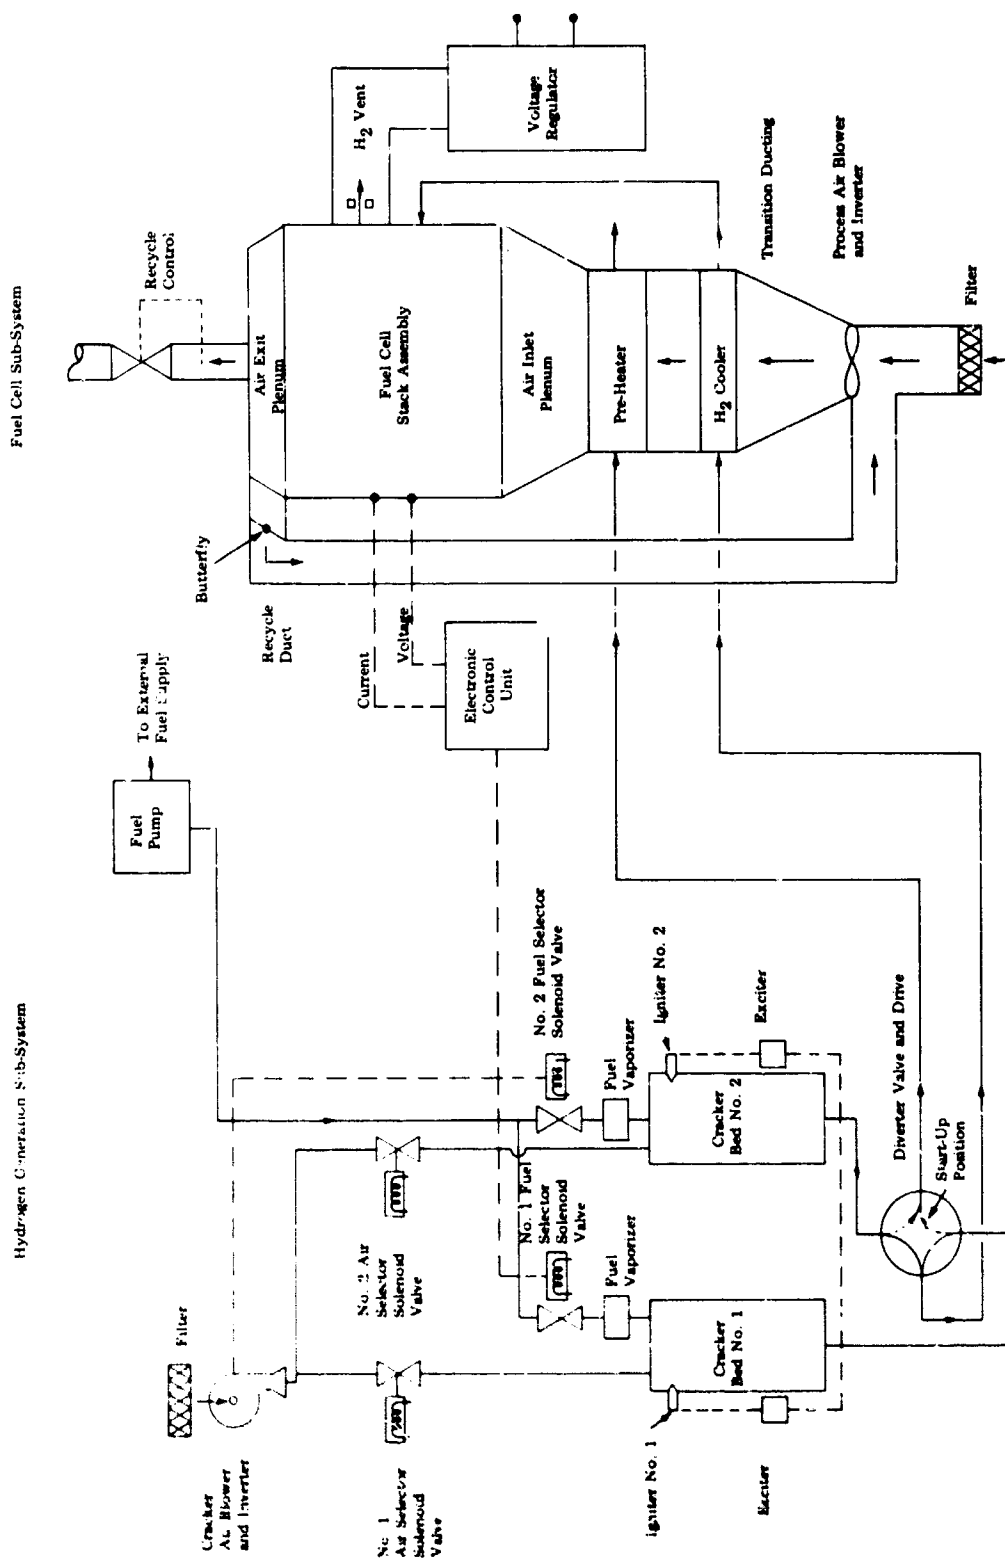 Hydrogen Generation Sub-System
Fuel Cell Sub-System
Filter
Cracker
Air Blower
and Inverter
No. 1
Air Selector
Solenoid
Valve
No. 2 Air
Selector
Solenoid
Valve
No. 1 Fuel
Selector
Solenoid
Valve
No. 2 Fuel Selector
Solenoid Valve
Fuel
Vaporizer
Fuel
Vaporizer
Igniter No. 1
Igniter No. 2
Cracker
Bed No. 1
Cracker
Bed No. 2
Exciter
Exciter
Diverter Valve and Drive
Start-Up
Position
Fuel
Pump
To External
Fuel Supply
Electronic
Control
Unit
Current
Voltage
Butterfly
Recycle
Duct
Recycle
Control
Air Exit
Plenum
Fuel Cell
Stack Assembly
Air Inlet
Plenum
Pre-Heater
H2 Cooler
H2 Vent
Voltage
Regulator
Transition Ducting
Process Air Blower
and Inverter
Filter